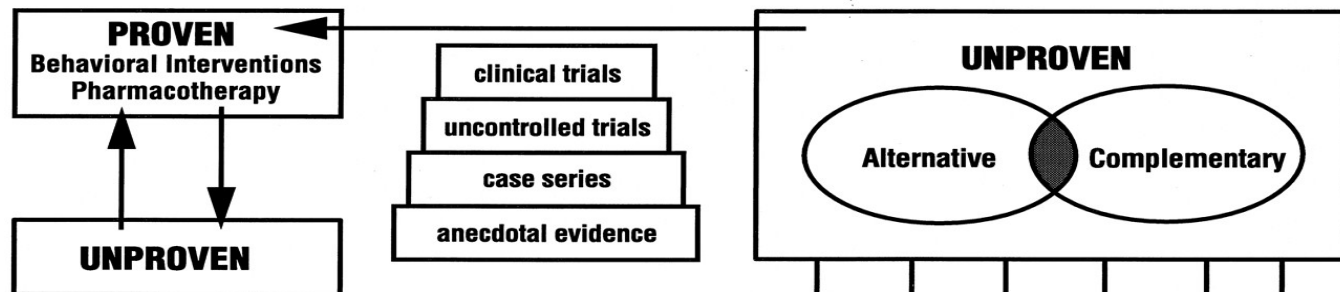 PROVEN
Behavioral Interventions
Pharmacotherapy
UNPROVEN
clinical trials
uncontrolled trials
case series
anecdotal evidence
UNPROVEN
Alternative
Complementary